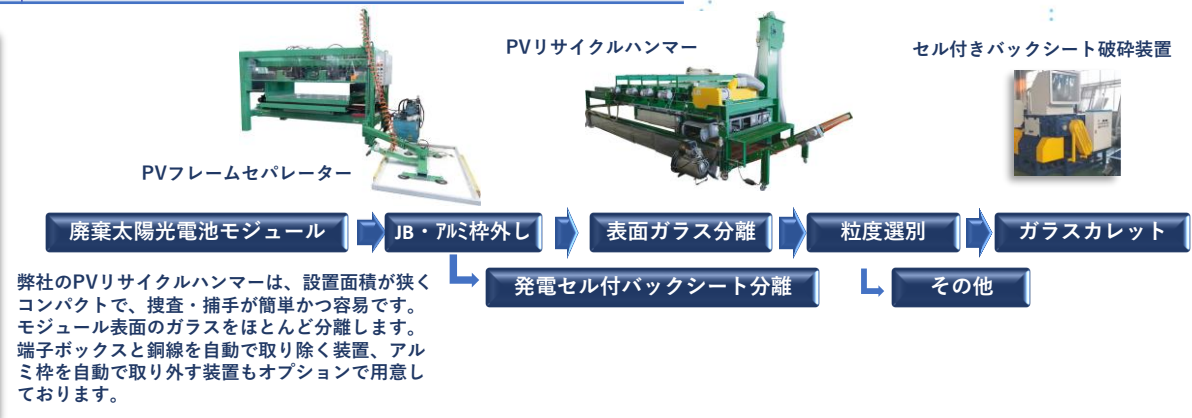 PVリサイクルハンマー
セル付きバックシート破砕装置
PVフレームセパレーター
廃棄太陽光電池モジュール
JB・アルミ枠外し
表面ガラス分離
粒度選別
ガラスカレット
発電セル付バックシート分離
その他
弊社のPVリサイクルハンマーは、設置面積が狭く
コンパクトで、捜査・捕手が簡単かつ容易です。
モジュール表面のガラスをほとんど分離します。
端子ボックスと銅線を自動で取り除く装置、アル
ミ枠を自動で取り外す装置もオプションで用意し
ております。